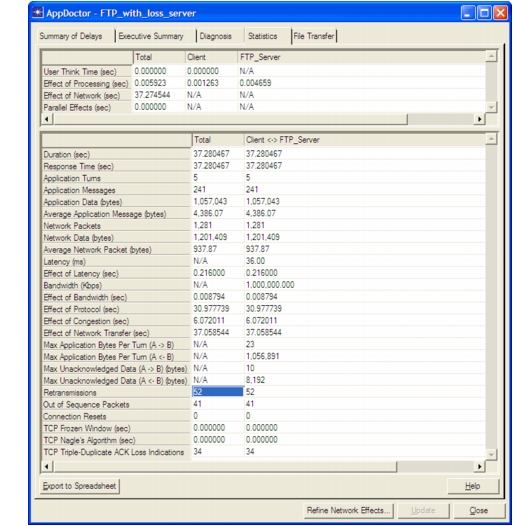 AppDoctor - FTP_with_loss_server
Summary of Delays Executive Summary Diagnosis Statistics File Transfer
Total Client FTP_Server
User Think Time (sec) 0.000000 0.000000 N/A
Effect of Processing (sec) 0.005923 0.001263 0.004659
Effect of Network (sec) 37.274544 N/A N/A
Parallel Effects (sec) 0.000000 N/A N/A
Total Client <-> FTP_Server
Duration (sec) 37.280467 37.280467
Response Time (sec) 37.280467 37.280467
Application Turns 5 5
Application Messages 241 241
Application Data (bytes) 1,057,043 1,057,043
Average Application Message (bytes) 4,386.07 4,386.07
Network Packets 1,281 1,281
Network Data (bytes) 1,201,409 1,201,409
Average Network Packet (bytes) 937.87 937.87
Latency (ms) N/A 36.00
Effect of Latency (sec) 0.216000 0.216000
Bandwidth (Kbps) N/A 1,000,000.000
Effect of Bandwidth (sec) 0.008794 0.008794
Effect of Protocol (sec) 30.977739 30.977739
Effect of Congestion (sec) 6.072011 6.072011
Effect of Network Transfer (sec) 37.058544 37.058544
Max Application Bytes Per Turn (A -> B) N/A 23
Max Application Bytes Per Turn (A <- B) N/A 1,056,891
Max Unacknowledged Data (A -> B) (bytes) N/A 10
Max Unacknowledged Data (A <- B) (bytes) N/A 8,192
Retransmissions 52 52
Out of Sequence Packets 41 41
Connection Resets 0 0
TCP Frozen Window (sec) 0.000000 0.000000
TCP Nagle's Algorithm (sec) 0.000000 0.000000
TCP Triple-Duplicate ACK Loss Indications 34 34
Export to Spreadsheet Help
Refine Network Effects... Update Close